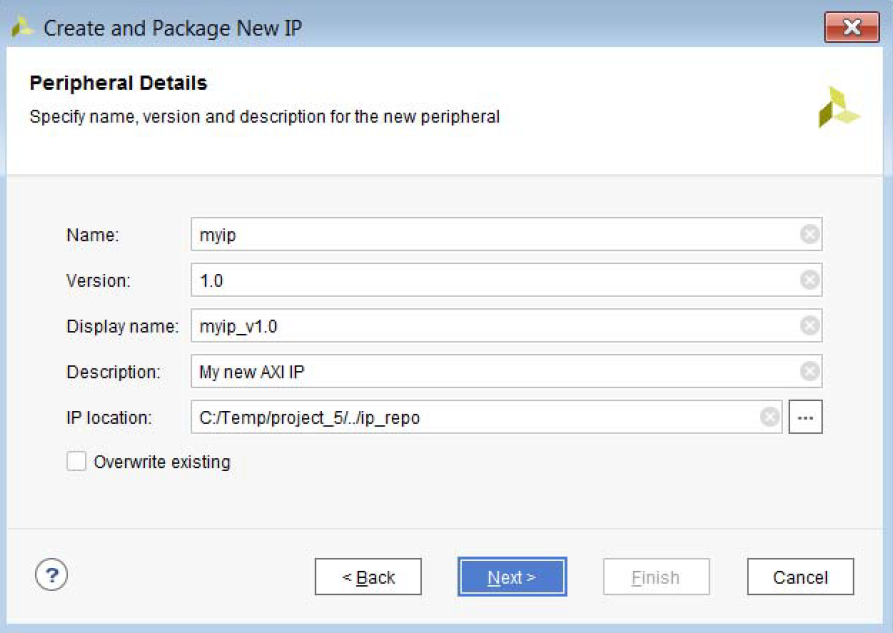 Create and Package New IP
Peripheral Details
Specify name, version and description for the new peripheral
Name: myip
Version: 1.0
Display name: myip_v1.0
Description: My new AXI IP
IP location: C:/Temp/project_5/../ip_repo ...
Overwrite existing
? < Back Next > Finish Cancel